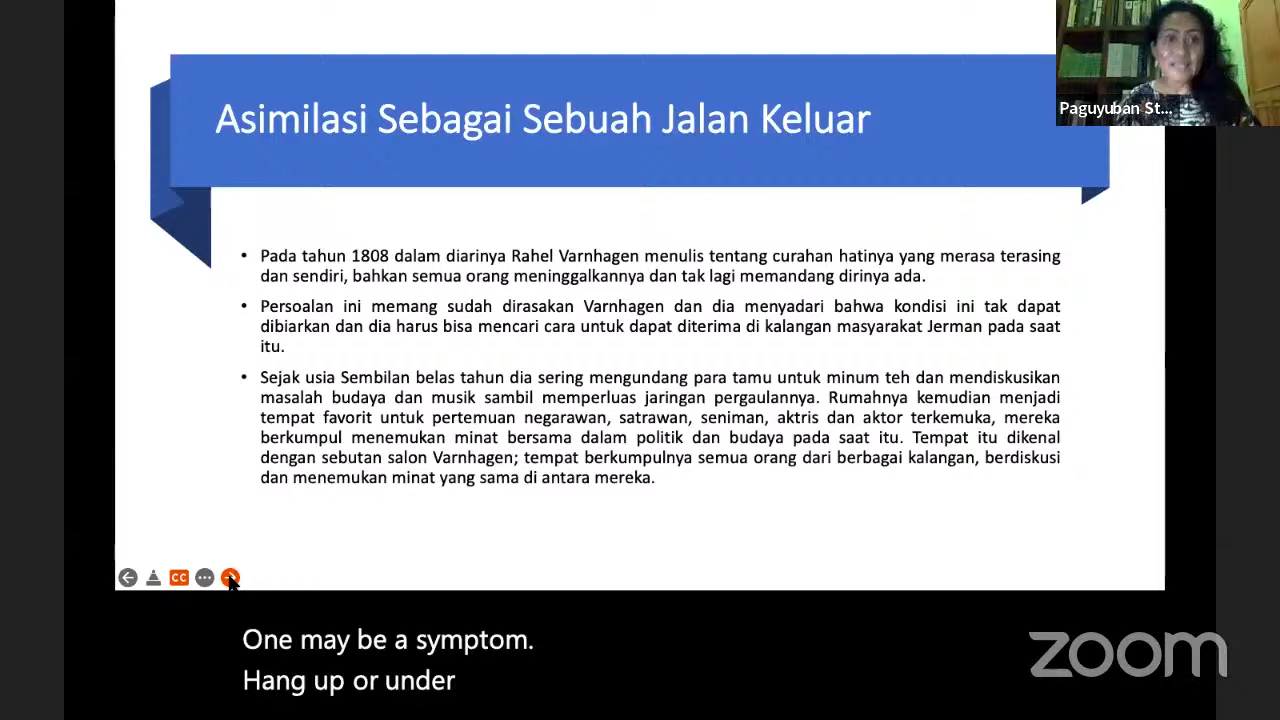 Asimilasi Sebagai Sebuah Jalan Keluar
Paguyuban St...
• Pada tahun 1808 dalam diarinya Rahel Varnhagen menulis tentang curahan hatinya yang merasa terasing
dan sendiri, bahkan semua orang meninggalkannya dan tak lagi memandang dirinya ada.
• Persoalan ini memang sudah dirasakan Varnhagen dan dia menyadari bahwa kondisi ini tak dapat
dibiarkan dan dia harus bisa mencari cara untuk dapat diterima di kalangan masyarakat Jerman pada saat
itu.
• Sejak usia Sembilan belas tahun dia sering mengundang para tamu untuk minum teh dan mendiskusikan
masalah budaya dan musik sambil memperluas jaringan pergaulannya. Rumahnya kemudian menjadi
tempat favorit untuk pertemuan negarawan, satrawan, seniman, aktris dan aktor terkemuka, mereka
berkumpul menemukan minat bersama dalam politik dan budaya pada saat itu. Tempat itu dikenal
dengan sebutan salon Varnhagen; tempat berkumpulnya semua orang dari berbagai kalangan, berdiskusi
dan menemukan minat yang sama di antara mereka.
CC
One may be a symptom.
Hang up or under
zoom